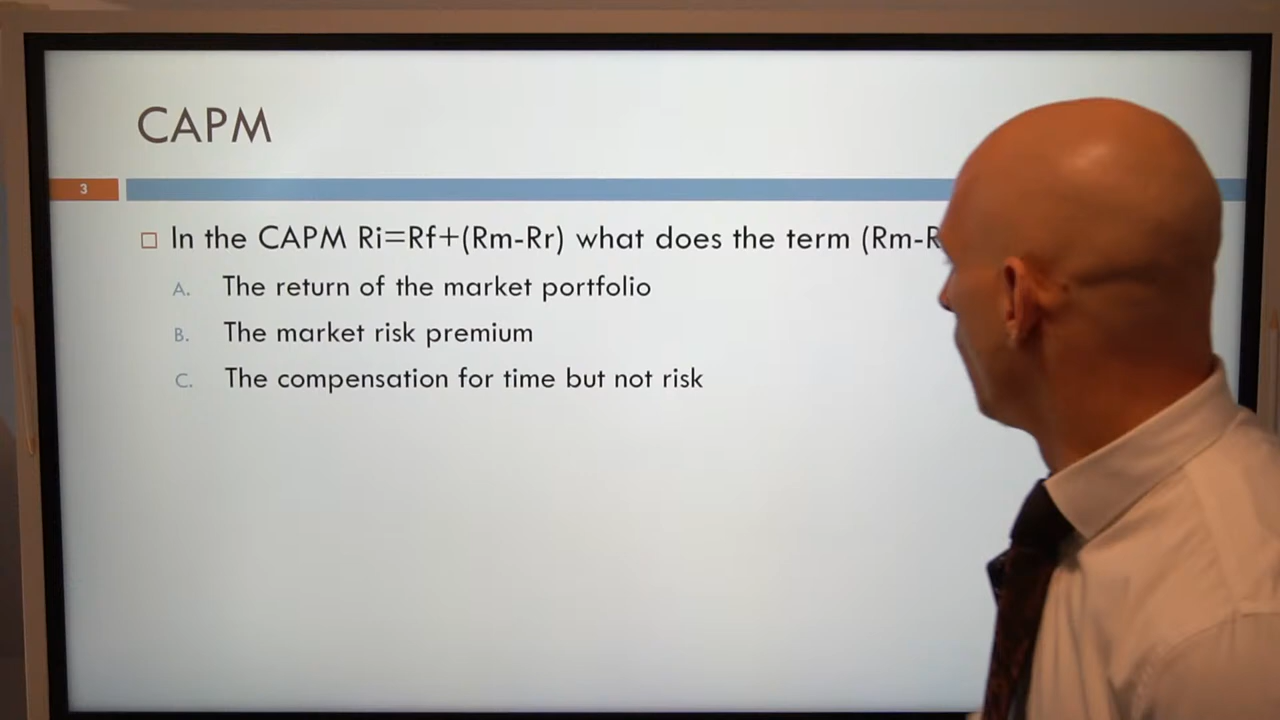 CAPM
3
In the CAPM Ri=Rf+(Rm-Rr) what does the term (Rm-R
A. The return of the market portfolio
B. The market risk premium
C. The compensation for time but not risk